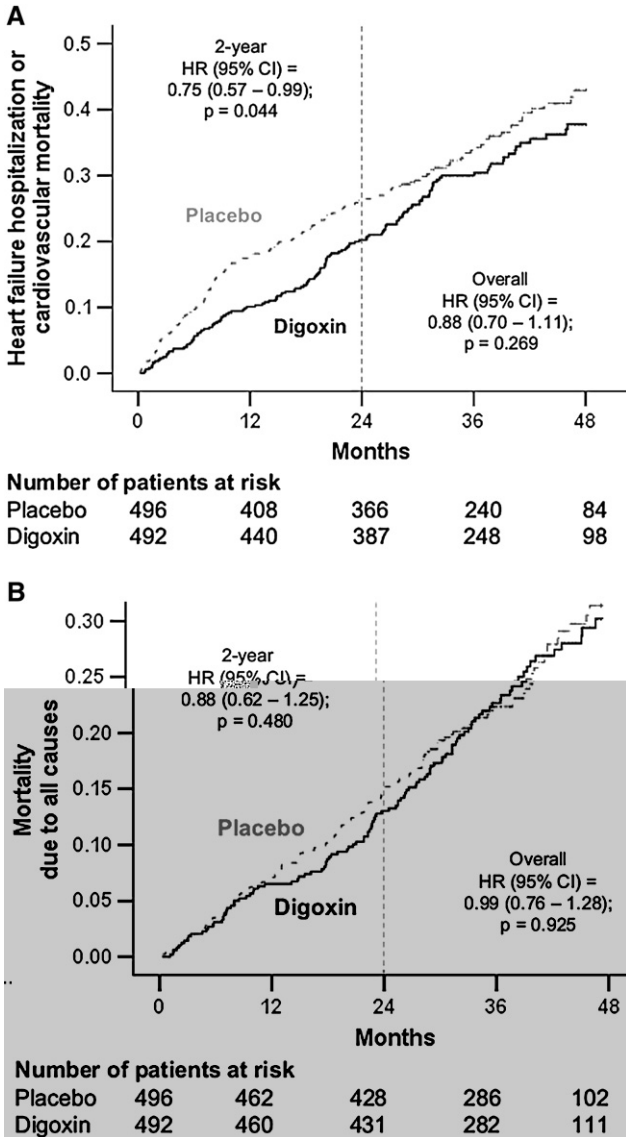 A
Heart failure hospitalization or
cardiovascular mortality
0.5
0.4
0.3
0.2
0.1
0.0
2-year
HR (95% CI) =
0.75 (0.57 – 0.99);
p = 0.044
Placebo
Digoxin
Overall
HR (95% CI) =
0.88 (0.70 – 1.11);
p = 0.269
0 12 24 36 48
Months
Number of patients at risk
Placebo 496 408 366 240 84
Digoxin 492 440 387 248 98
B
Mortality
due to all causes
0.30
0.25
0.20
0.15
0.10
0.05
0.00
2-year
HR (95% CI) =
0.88 (0.62 – 1.25);
p = 0.480
Placebo
Digoxin
Overall
HR (95% CI) =
0.99 (0.76 – 1.28);
p = 0.925
0 12 24 36 48
Months
Number of patients at risk
Placebo 496 462 428 286 102
Digoxin 492 460 431 282 111